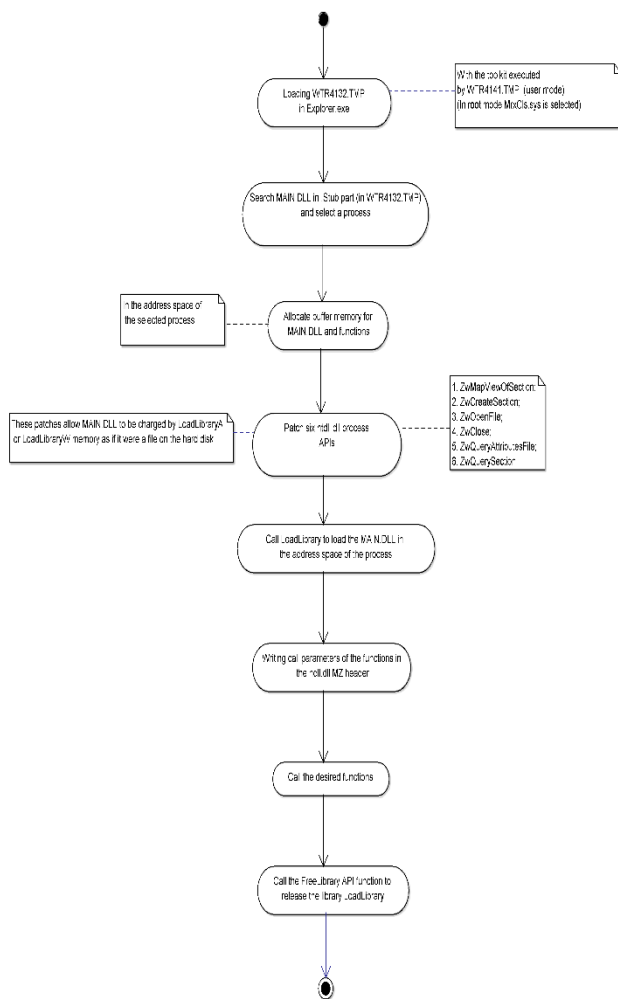 Loading WTR4132.TMP
in Explorer.exe
With the toolkit executed
by WTR4141.TMP (user mode)
(In root mode MrxCls.sys is selected)
Search MAIN DLL in Stub part (in WTR4132.TMP)
and select a process
In the address space of
the selected process
Allocate buffer memory for
MAIN DLL and functions
These patches allow MAIN.DLL to be charged by LoadLibraryA
or LoadLibraryW memory as if it were a file on the hard disk
Patch six ntdll.dll process
APIs
1. ZwMapViewOfSection;
2. ZwCreateSection;
3. ZwOpenFile;
4. ZwClose;
5. ZwQueryAttributesFile;
6. ZwQuerySection
Call LoadLibrary to load the MAIN.DLL in
the address space of the process
Writing call parameters of the functions in
the ndll.dll MZ header
Call the desired functions
Call the FreeLibrary API function to
release the library LoadLibrary